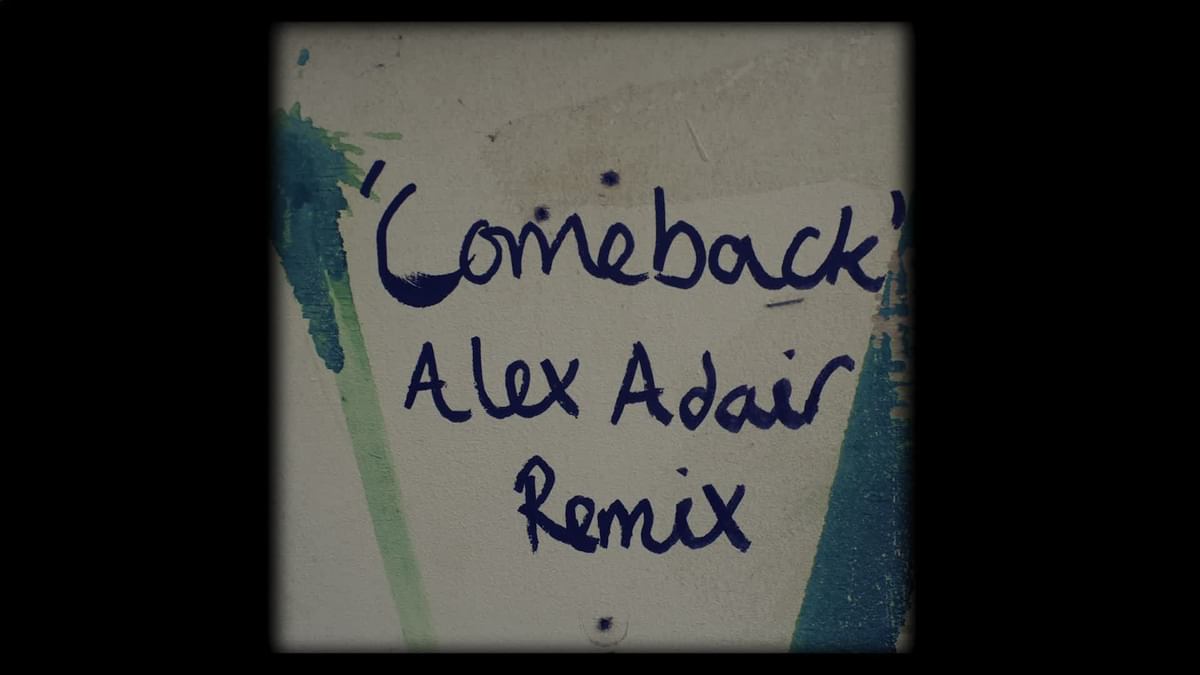 'Comeback'
Alex Adair
Remix